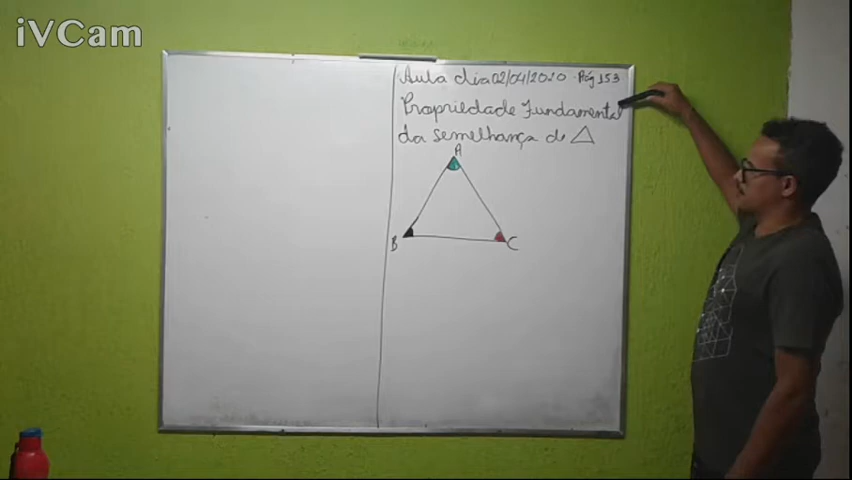 iVCam
Aula dia 02/04/2020 - Pág 153
Propriedade Fundamental
da semelhança de △
A
B
C